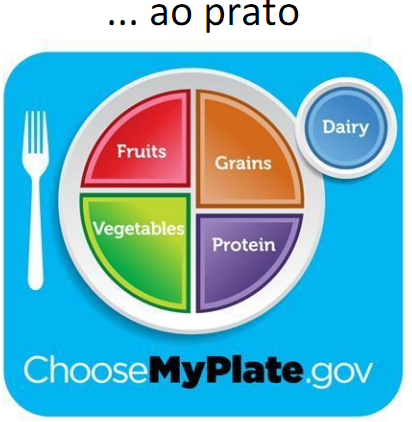 ... ao prato
Fruits
Grains
Dairy
Vegetables
Protein
ChooseMyPlate.gov